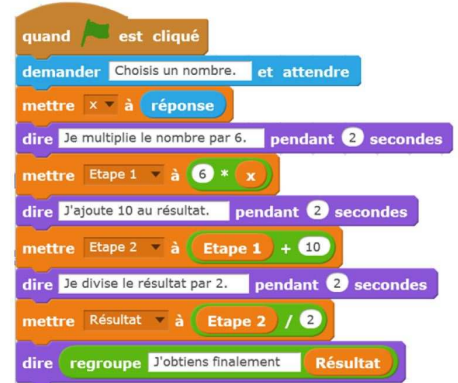 quand est cliqué
demander Choisis un nombre. et attendre
mettre x à réponse
dire Je multiplie le nombre par 6. pendant 2 secondes
mettre Etape 1 à 6 * x
dire J'ajoute 10 au résultat. pendant 2 secondes
mettre Etape 2 à Etape 1 + 10
dire Je divise le résultat par 2. pendant 2 secondes
mettre Résultat à Etape 2 / 2
dire regroupe J'obtiens finalement Résultat